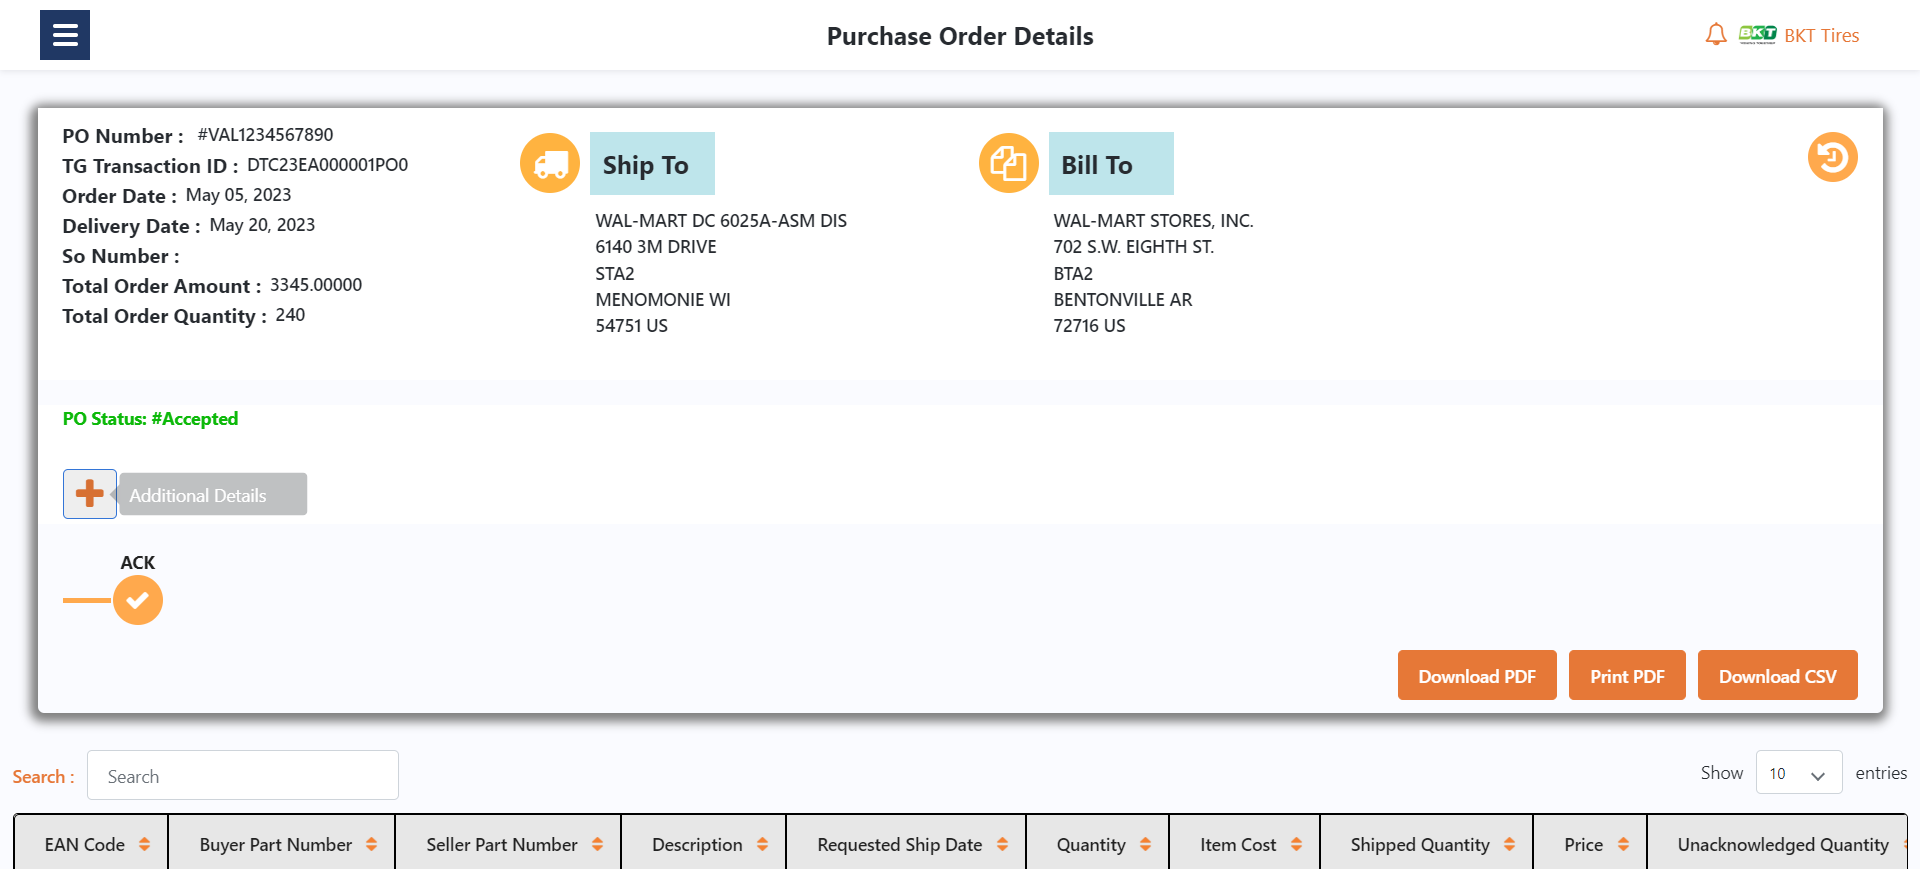 Purchase Order Details
BKT
BKT Tires
PO Number : #VAL1234567890
TG Transaction ID : DTC23EA000001PO0
Order Date : May 05, 2023
Delivery Date : May 20, 2023
So Number :
Total Order Amount : 3345.00000
Total Order Quantity : 240
Ship To
WAL-MART DC 6025A-ASM DIS
6140 3M DRIVE
STA2
MENOMONIE WI
54751 US
Bill To
WAL-MART STORES, INC.
702 S.W. EIGHTH ST.
BTA2
BENTONVILLE AR
72716 US
PO Status: #Accepted
Additional Details
ACK
Download PDF
Print PDF
Download CSV
Search :
Search
Show 10 entries
EAN Code
Buyer Part Number
Seller Part Number
Description
Requested Ship Date
Quantity
Item Cost
Shipped Quantity
Price
Unacknowledged Quantity